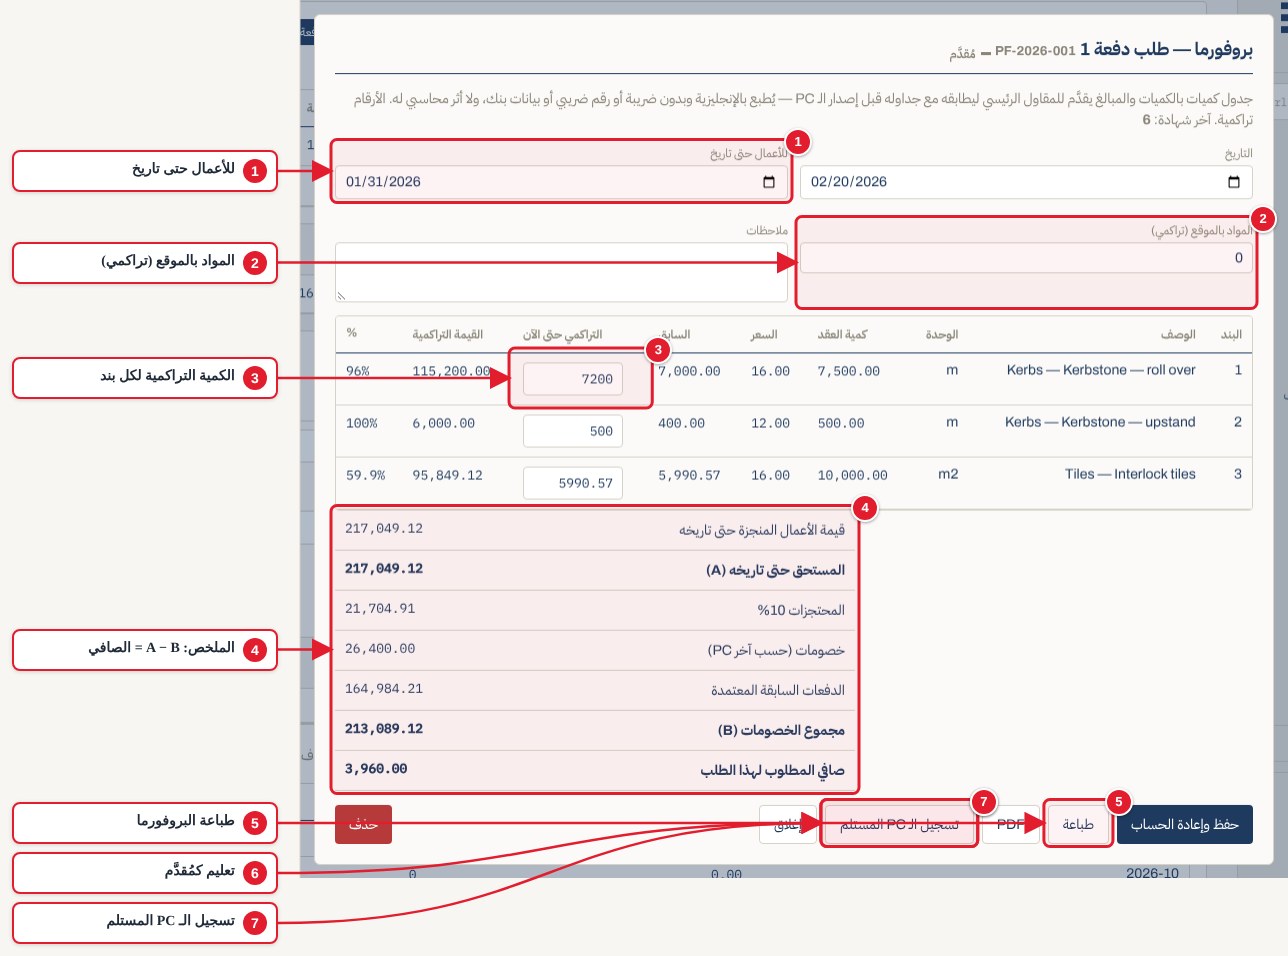 بروفورما — طلب دفعة 1 PF-2026-001 — مُقدَّم
جدول كميات بالكميات والمبالغ يقدَّم للمقاول الرئيسي ليطابقه مع جداوله قبل إصدار الـ PC — يُطبع بالإنجليزية وبدون ضريبة أو رقم ضريبي أو بيانات بنك، ولا أثر محاسبي له. الأرقام
تراكمية. آخر شهادة: 6
1
التاريخ
للأعمال حتى تاريخ
1 للأعمال حتى تاريخ
02/20/2026
01/31/2026
2
المواد بالموقع (تراكمي)
ملاحظات
2 المواد بالموقع (تراكمي)
0
16
البند الوصف الوحدة كمية العقد السعر السابق التراكمي حتى الآن القيمة التراكمية %
3
1 Kerbs — Kerbstone — roll over m 7,500.00 16.00 7,000.00 7200 115,200.00 96%
3 الكمية التراكمية لكل بند
2 Kerbs — Kerbstone — upstand m 500.00 12.00 400.00 500 6,000.00 100%
3 Tiles — Interlock tiles m2 10,000.00 16.00 5,990.57 5990.57 95,849.12 59.9%
4
قيمة الأعمال المنجزة حتى تاريخه 217,049.12
المستحق حتى تاريخه (A) 217,049.12
المحتجزات 10% 21,704.91
خصومات (حسب آخر PC) 26,400.00
4 الملخص: A − B = الصافي
الدفعات السابقة المعتمدة 164,984.21
مجموع الخصومات (B) 213,089.12
صافي المطلوب لهذا الطلب 3,960.00
5
7
حفظ وإعادة الحساب
طباعة
PDF
تسجيل الـ PC المستلم
إغلاق
حذف
5 طباعة البروفورما
6 تعليم كمُقدَّم
2026-10 0.00 0
7 تسجيل الـ PC المستلم